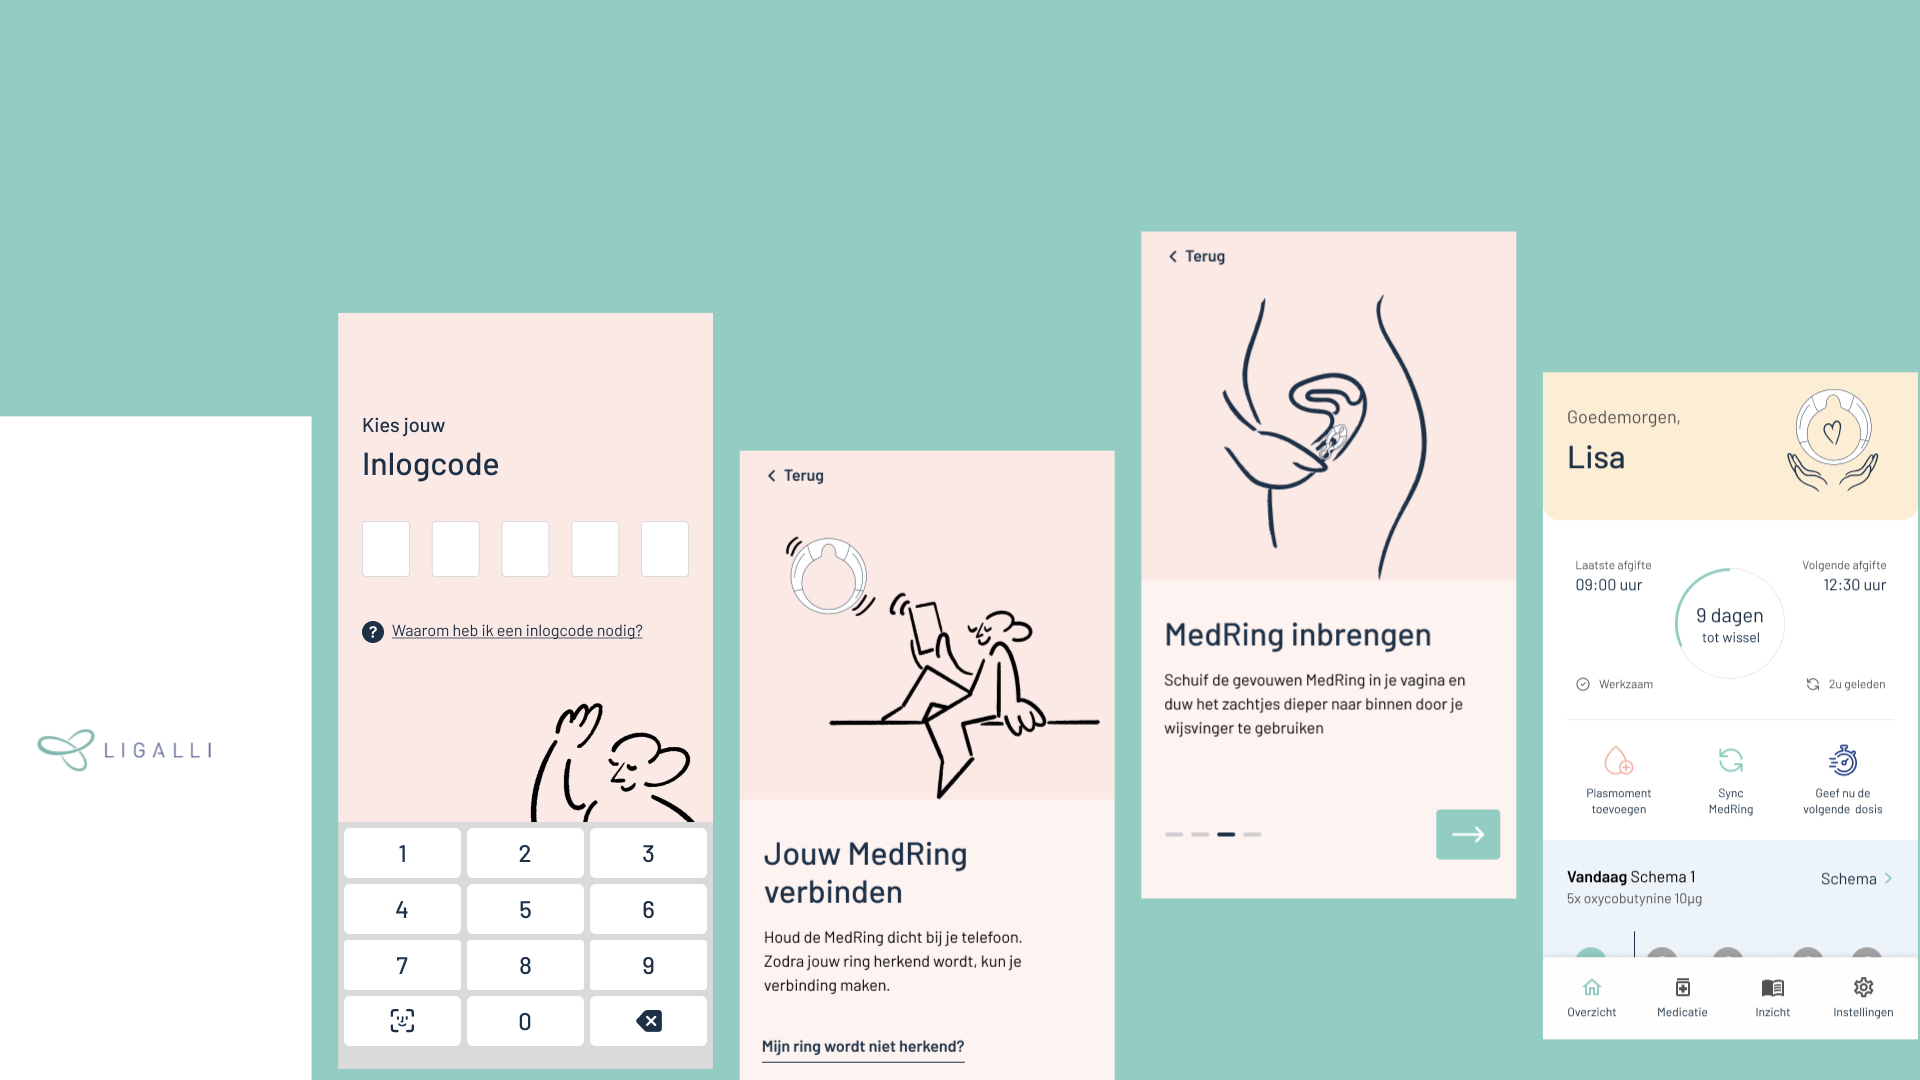 LIGALLI
Kies jouw
Inlogcode
? Waarom heb ik een inlogcode nodig?
1 2 3
4 5 6
7 8 9
0
Terug
Jouw MedRing
verbinden
Houd de MedRing dicht bij je telefoon.
Zodra jouw ring herkend wordt, kun je
verbinding maken.
Mijn ring wordt niet herkend?
Terug
MedRing inbrengen
Schuif de gevouwen MedRing in je vagina en
duw het zachtjes dieper naar binnen door je
wijsvinger te gebruiken
Goedemorgen,
Lisa
Laatste afgifte
09:00 uur
Volgende afgifte
12:30 uur
9 dagen
tot wissel
Werkzaam
2u geleden
Plasmoment
toevoegen
Sync
MedRing
Geef nu de
volgende dosis
Vandaag Schema 1
Schema
5x oxycobutynine 10µg
Overzicht
Medicatie
Inzicht
Instellingen